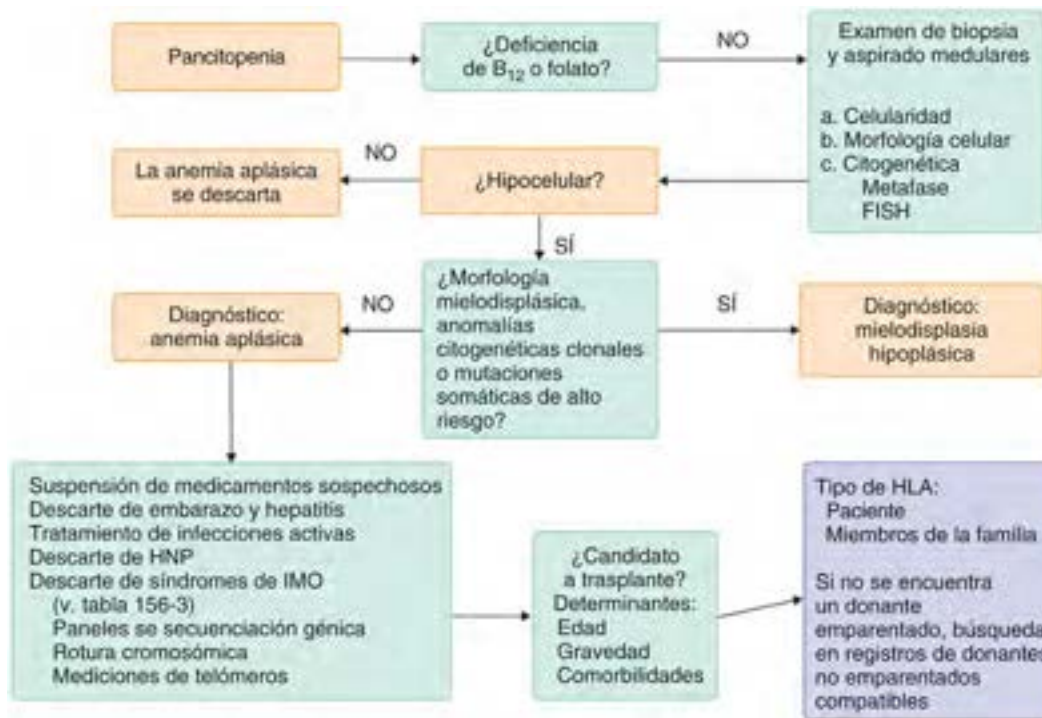 Pancitopenia
¿Deficiencia
de B12 o folato?
NO
Examen de biopsia
y aspirado medulares
a. Celularidad
b. Morfología celular
c. Citogenética
Metafase
FISH
La anemia aplásica
se descarta
NO
¿Hipocelular?
SÍ
Diagnóstico:
anemia aplásica
NO
¿Morfología
mielodisplásica,
anomalías
citogenéticas clonales
o mutaciones
somáticas de alto
riesgo?
SÍ
Diagnóstico:
mielodisplasia
hipoplásica
Suspensión de medicamentos sospechosos
Descarte de embarazo y hepatitis
Tratamiento de infecciones activas
Descarte de HNP
Descarte de síndromes de IMO
(v. tabla 156-3)
Paneles se secuenciación génica
Rotura cromosómica
Mediciones de telómeros
¿Candidato
a trasplante?
Determinantes:
Edad
Gravedad
Comorbilidades
Tipo de HLA:
Paciente
Miembros de la família
Si no se encuentra
un donante
emparentado, búsqueda
en registros de donantes
no emparentados
compatibles